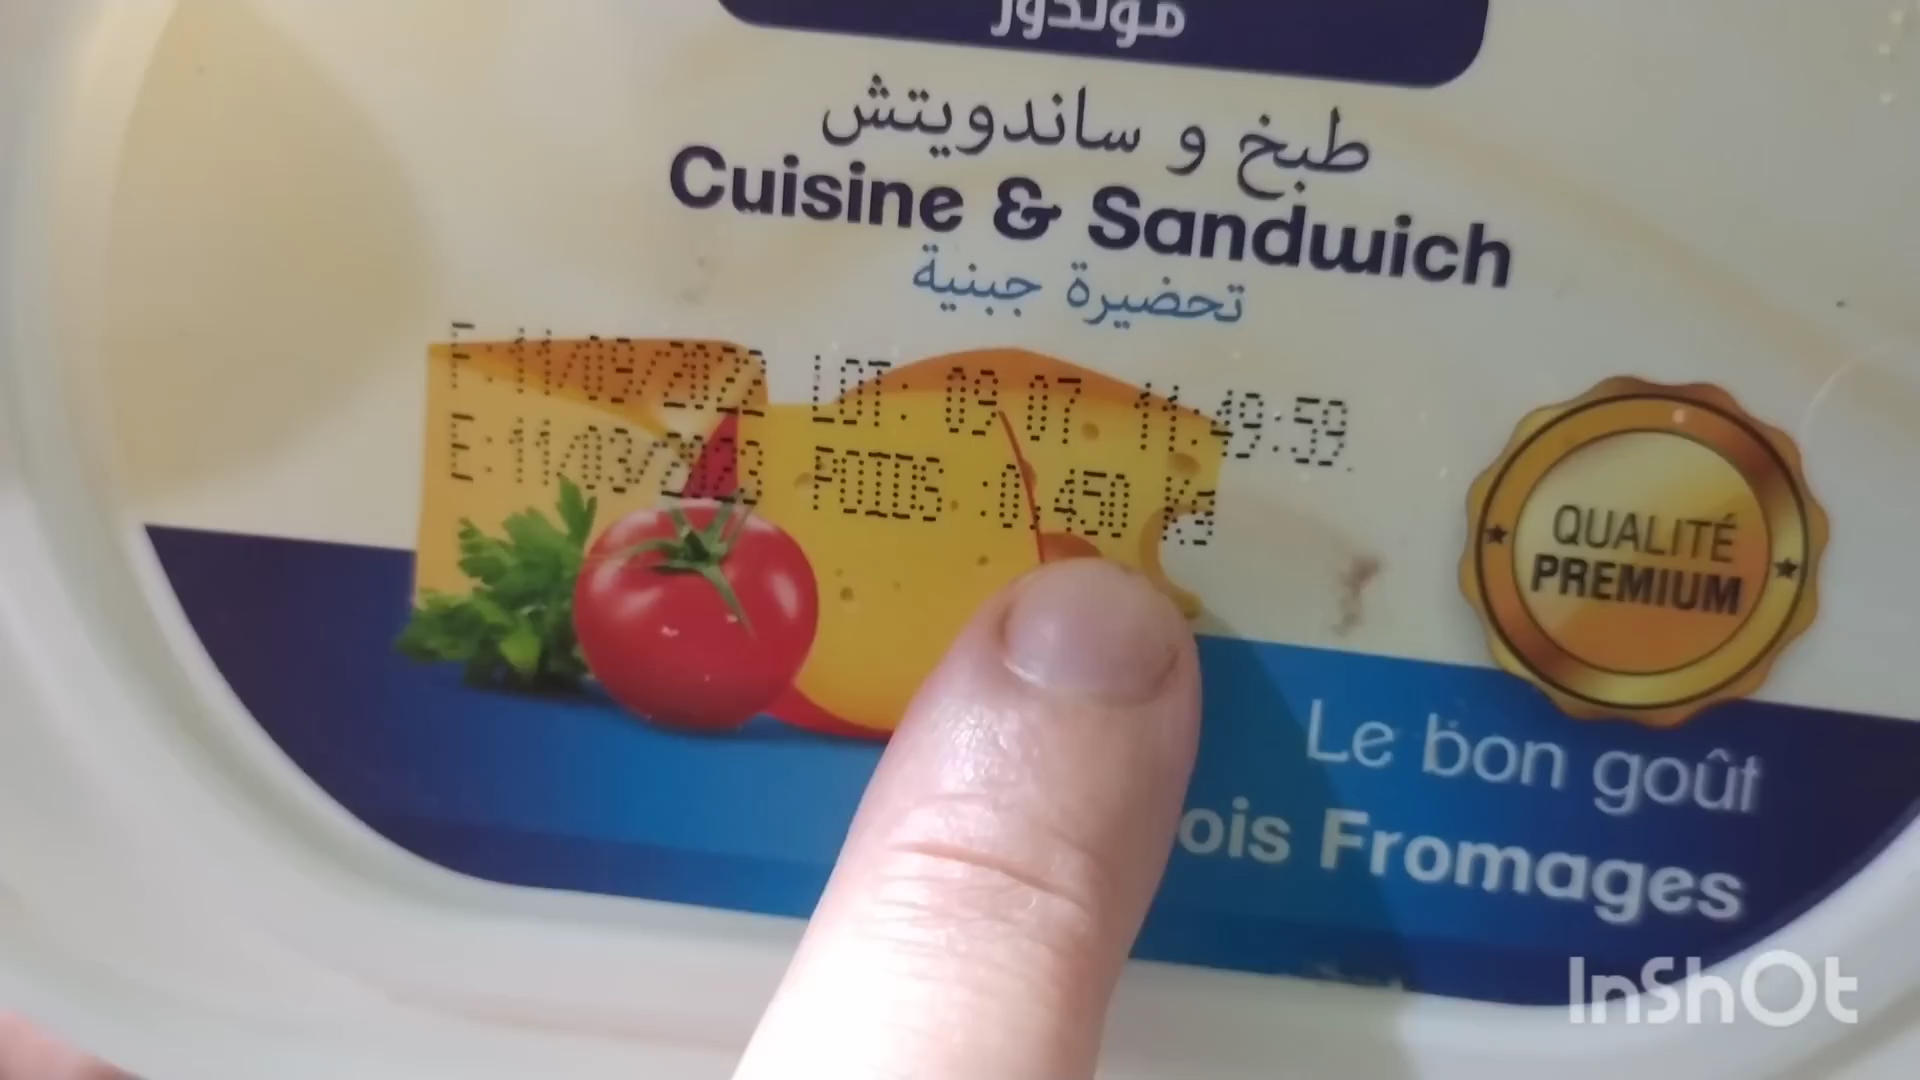 موندور
طبخ و ساندويتش
Cuisine & Sandwich
تحضيرة جبنية
F:11/09/2022 LOT: 09 07 11:49:59
E:11/03/2023 POIDS :0,450 Kg
QUALITÉ
PREMIUM
Le bon goût
ois Fromages
InShOt